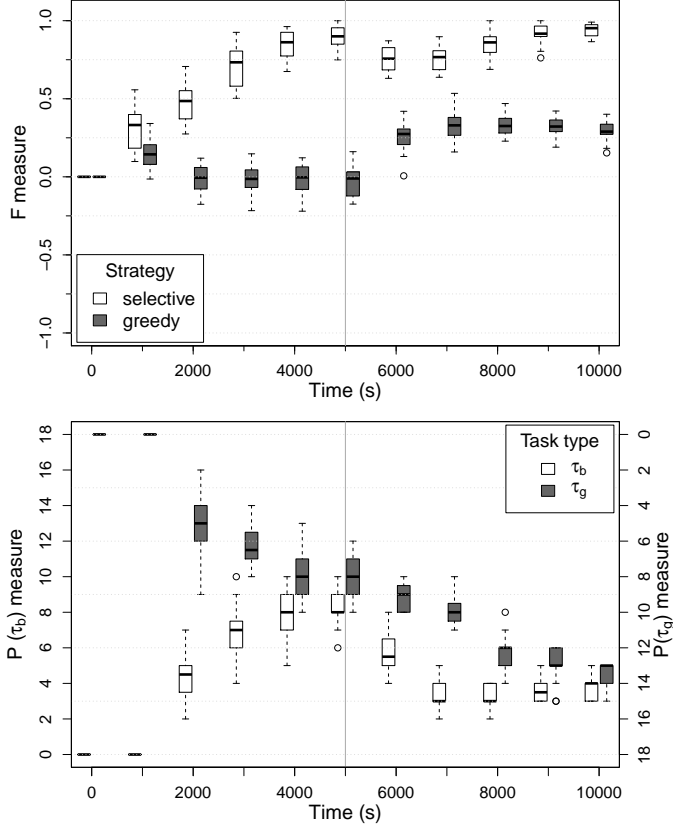 1.0
0.5
0.0
−0.5
−1.0
F measure
Strategy
selective
greedy
0 2000 4000 6000 8000 10000
Time (s)
18
16
14
12
10
8
6
4
2
0
P (τb) measure
Task type
τb
τg
0
2
4
6
8
10
12
14
16
18
P(τg) measure
0 2000 4000 6000 8000 10000
Time (s)